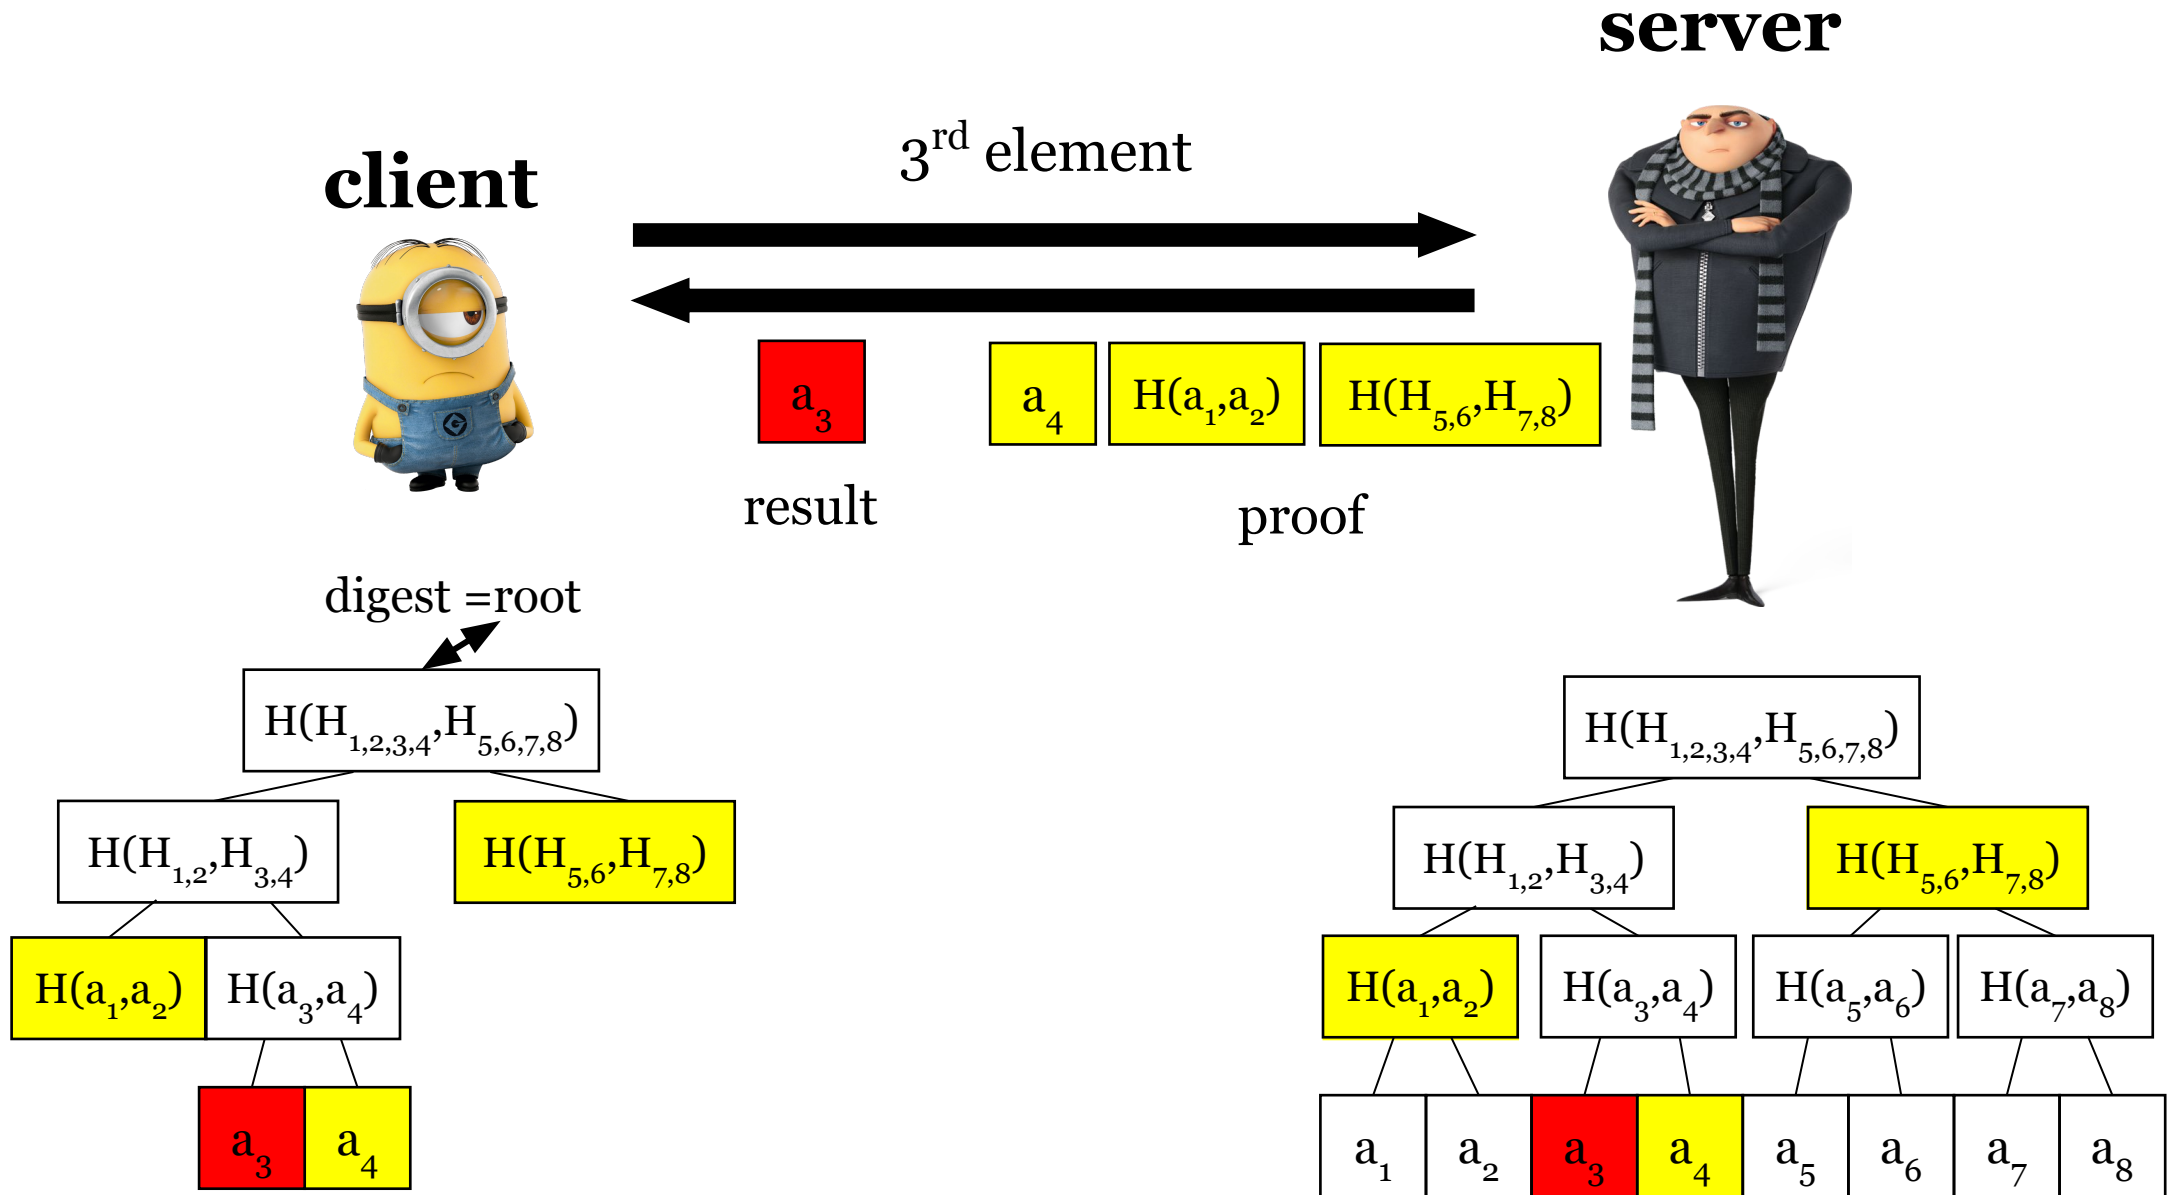 server
client
3rd element
a3 a4 H(a1,a2) H(H5,6,H7,8)
result proof
digest =root
H(H1,2,3,4,H5,6,7,8)
H(H1,2,H3,4) H(H5,6,H7,8)
H(a1,a2) H(a3,a4)
a3 a4
H(H1,2,3,4,H5,6,7,8)
H(H1,2,H3,4) H(H5,6,H7,8)
H(a1,a2) H(a3,a4) H(a5,a6) H(a7,a8)
a1 a2 a3 a4 a5 a6 a7 a8